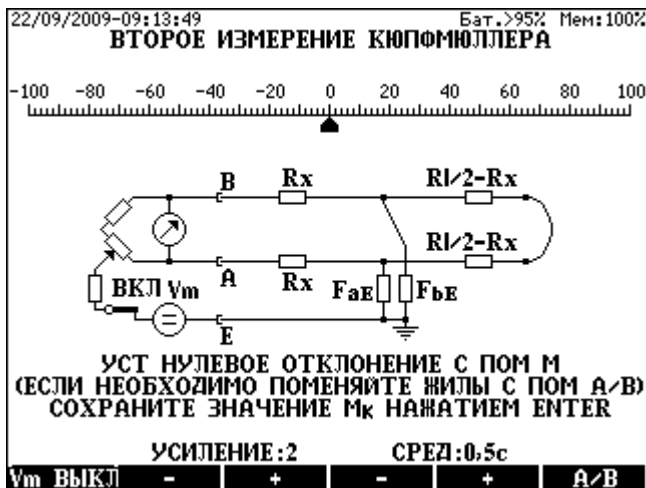 22/09/2009-09:13:49 Бат.>95% Мем:100%
ВТОРОЕ ИЗМЕРЕНИЕ КЮПФМЮЛЛЕРА
-100 -80 -60 -40 -20 0 20 40 60 80 100
B Rx Rl/2-Rx
Rl/2-Rx
ВКЛ Vm A Rx FaE FbE
E
УСТ НУЛЕВОЕ ОТКЛОНЕНИЕ С ПОМ M
(ЕСЛИ НЕОБХОДИМО ПОМЕНЯЙТЕ ЖИЛЫ С ПОМ A/B)
СОХРАНИТЕ ЗНАЧЕНИЕ Mк НАЖАТИЕМ ENTER
УСИЛЕНИЕ:2 СРЕД:0,5с
Vm ВЫКЛ - + - + A/B